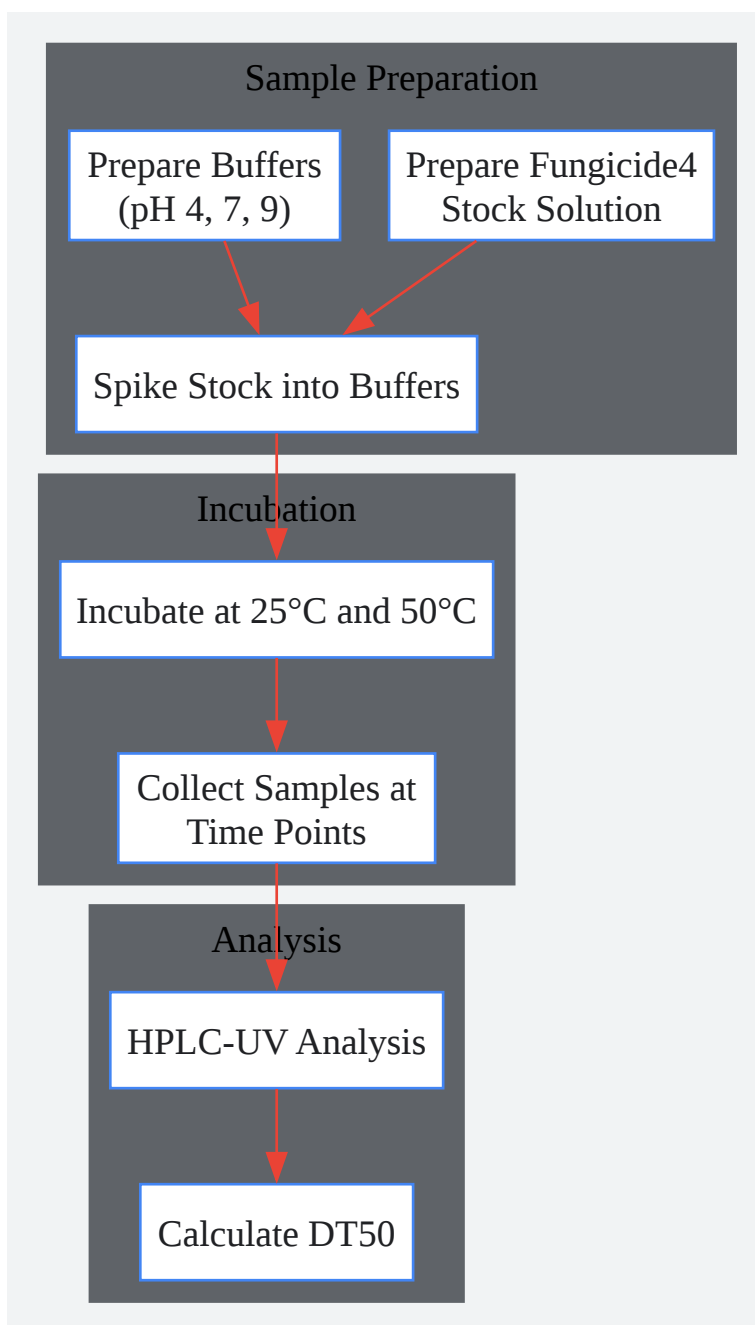 Sample Preparation
Prepare Buffers
(pH 4, 7, 9)
Prepare Fungicide4
Stock Solution
Spike Stock into Buffers
Incubation
Incubate at 25°C and 50°C
Collect Samples at
Time Points
Analysis
HPLC-UV Analysis
Calculate DT50